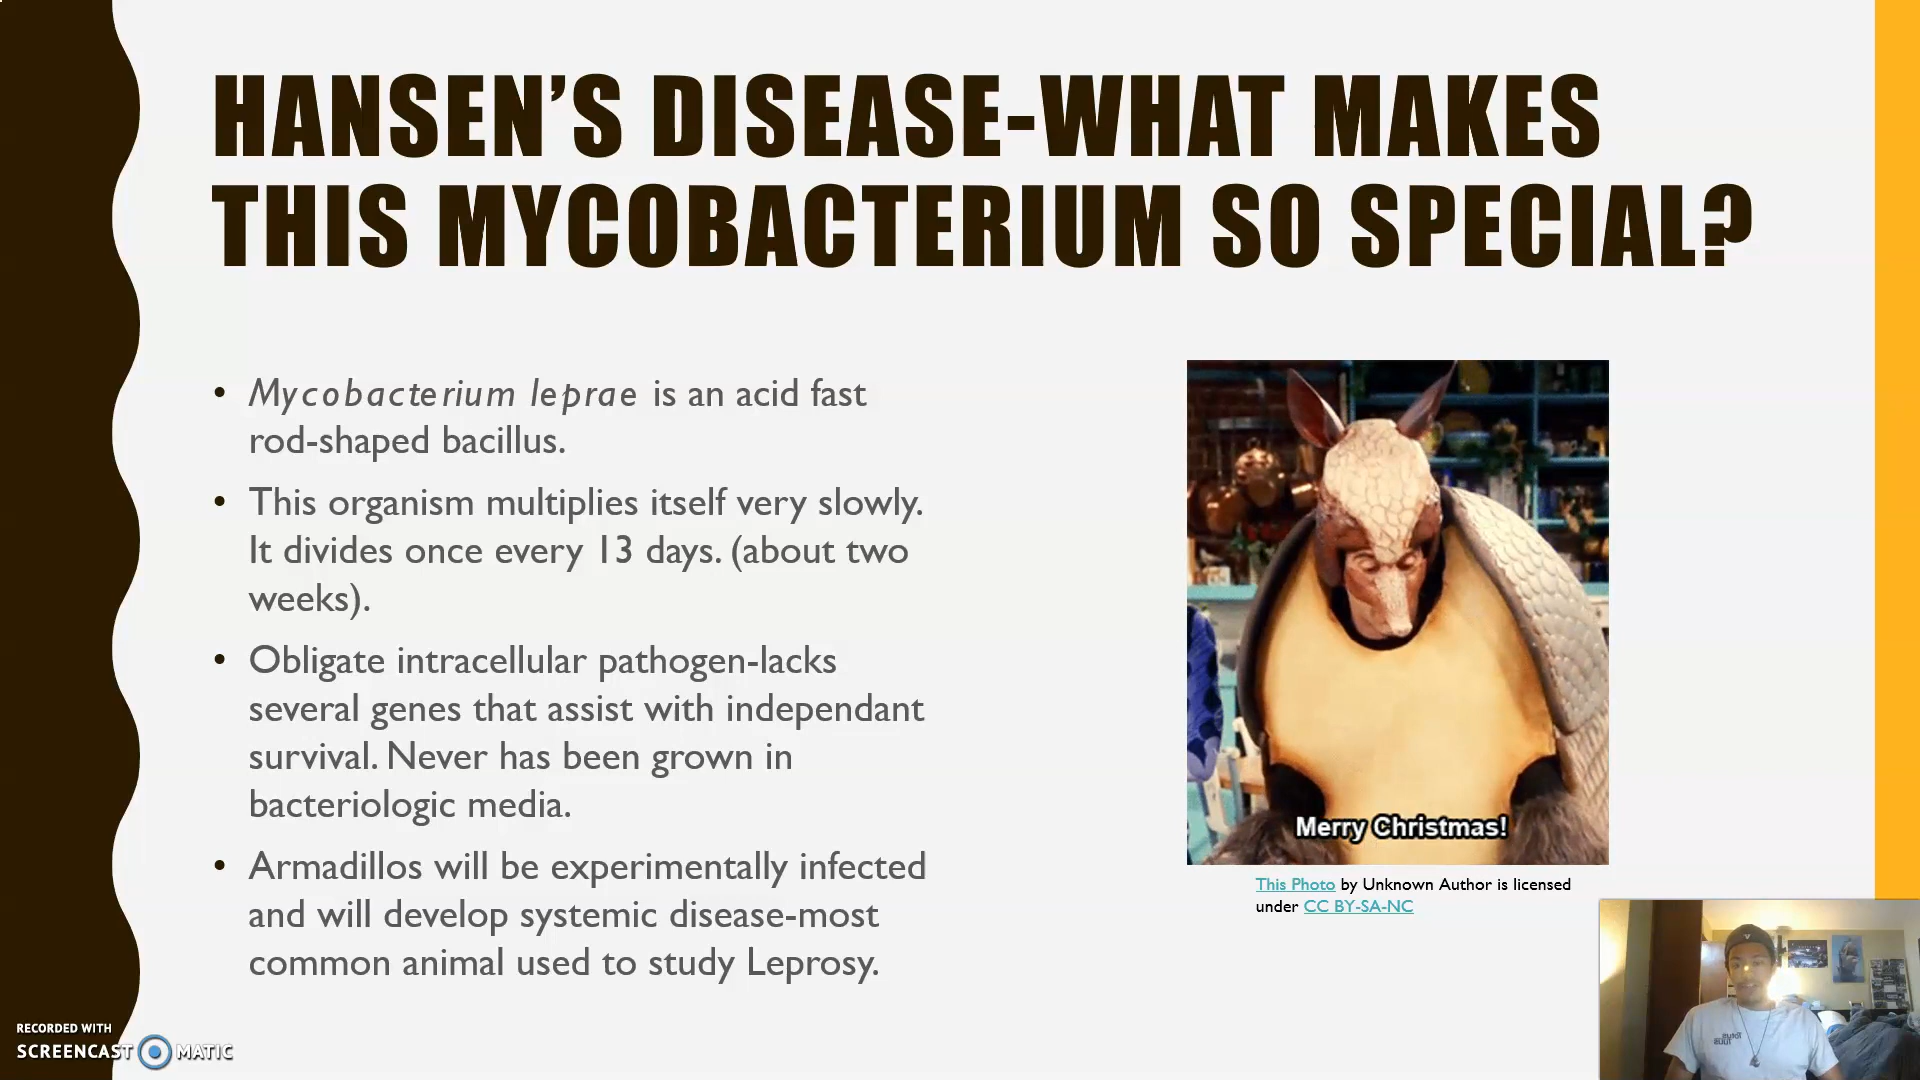 HANSEN’S DISEASE-WHAT MAKES
THIS MYCOBACTERIUM SO SPECIAL?
• Mycobacterium leprae is an acid fast
rod-shaped bacillus.
• This organism multiplies itself very slowly.
It divides once every 13 days. (about two
weeks).
• Obligate intracellular pathogen-lacks
several genes that assist with independant
survival. Never has been grown in
bacteriologic media.
• Armadillos will be experimentally infected
and will develop systemic disease-most
common animal used to study Leprosy.
Merry Christmas!
This Photo by Unknown Author is licensed
under CC BY-SA-NC
RECORDED WITH
SCREENCAST MATIC